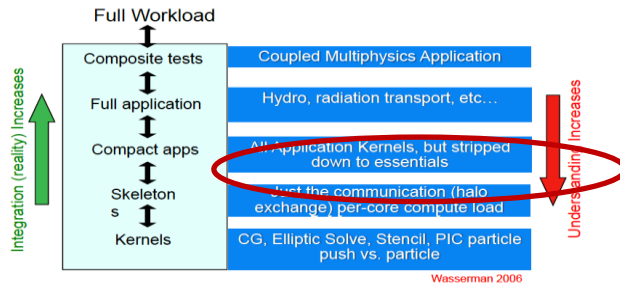 Full Workload
Composite tests
Coupled Multiphysics Application
Full application
Hydro, radiation transport, etc…
Compact apps
All Application Kernels, but stripped
down to essentials
Skeleton
s
Just the communication (halo
exchange) per-core compute load
Kernels
CG, Elliptic Solve, Stencil, PIC particle
push vs. particle
Integration (reality) Increases
Understanding Increases
Wasserman 2006